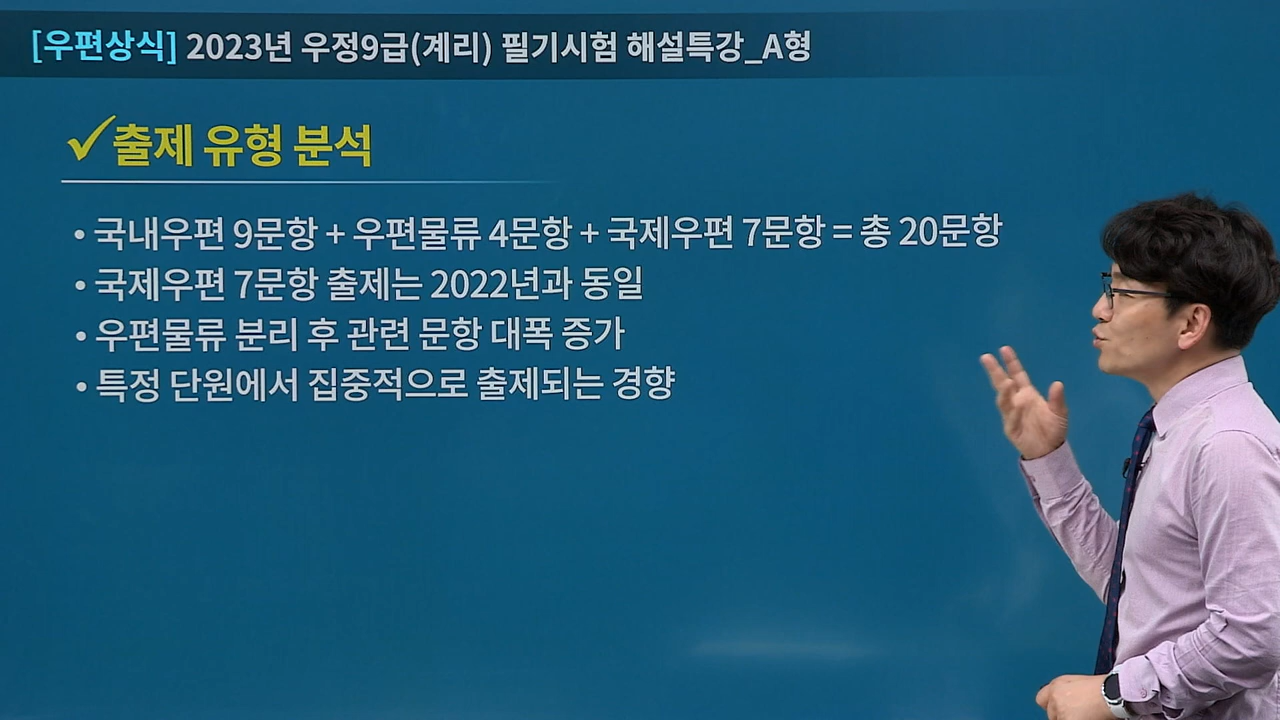 [우편상식] 2023년 우정9급(계리) 필기시험 해설특강_A형
✓출제 유형 분석
• 국내우편 9문항 + 우편물류 4문항 + 국제우편 7문항 = 총 20문항
• 국제우편 7문항 출제는 2022년과 동일
• 우편물류 분리 후 관련 문항 대폭 증가
• 특정 단원에서 집중적으로 출제되는 경향